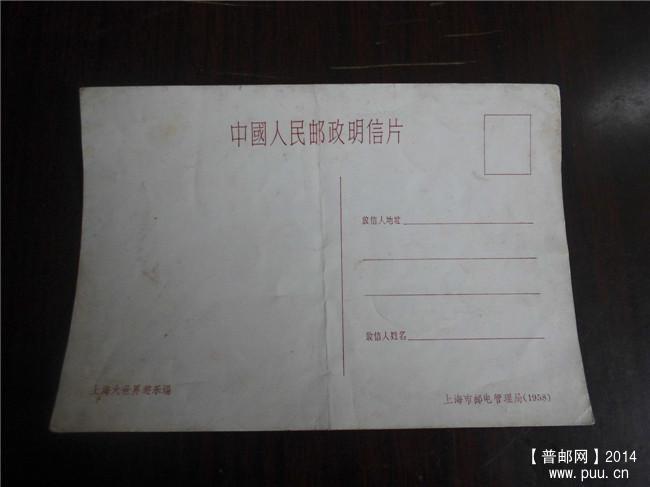 中國人民邮政明信片
收信人地址
收信人姓名
上海大世界遊乐场
上海市邮电管理局(1958)
【普邮网】2014
www.puu.cn